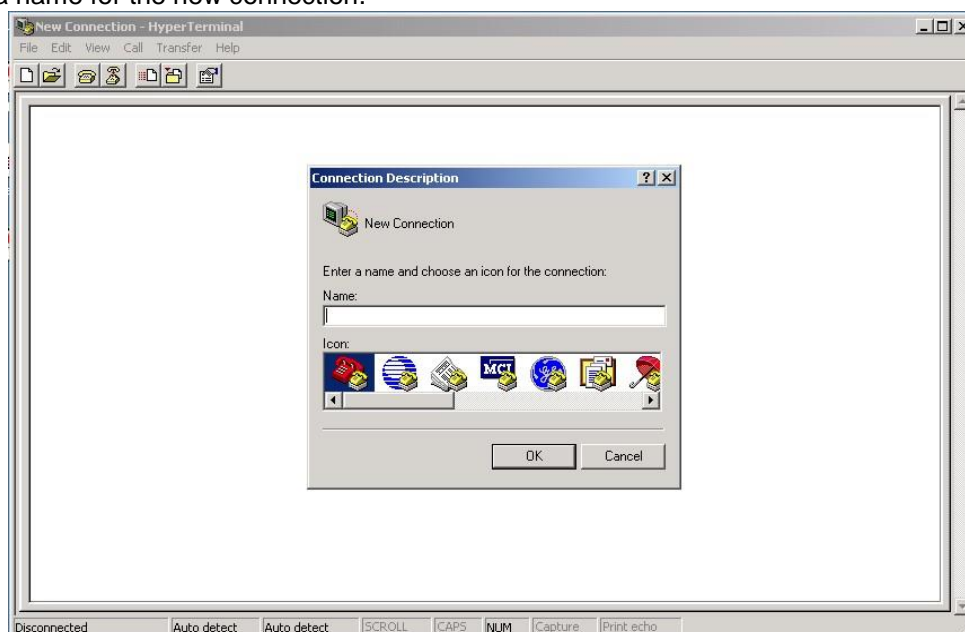 a name for the new connection.
New Connection - HyperTerminal
File Edit View Call Transfer Help
Connection Description
New Connection
Enter a name and choose an icon for the connection:
Name:
Icon:
MCI
OK Cancel
Disconnected Auto detect Auto detect SCROLL CAPS NUM Capture Print echo